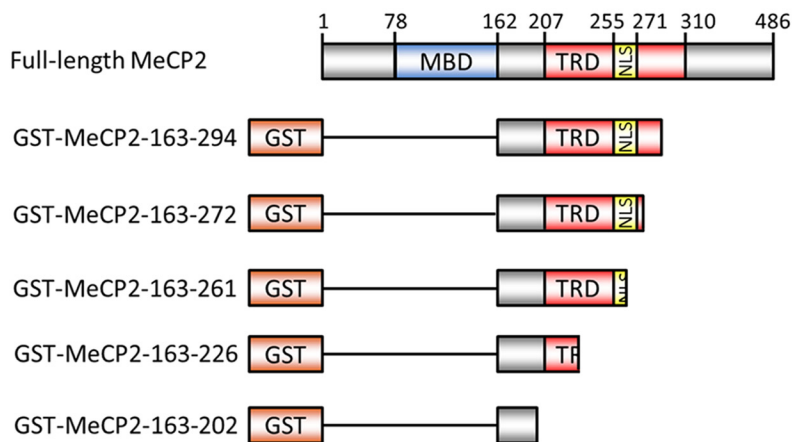 1 78 162 207 255 271 310 486
Full-length MeCP2 MBD TRD NLS
GST-MeCP2-163-294 GST TRD NLS
GST-MeCP2-163-272 GST TRD NLS
GST-MeCP2-163-261 GST TRD NLS
GST-MeCP2-163-226 GST TR
GST-MeCP2-163-202 GST